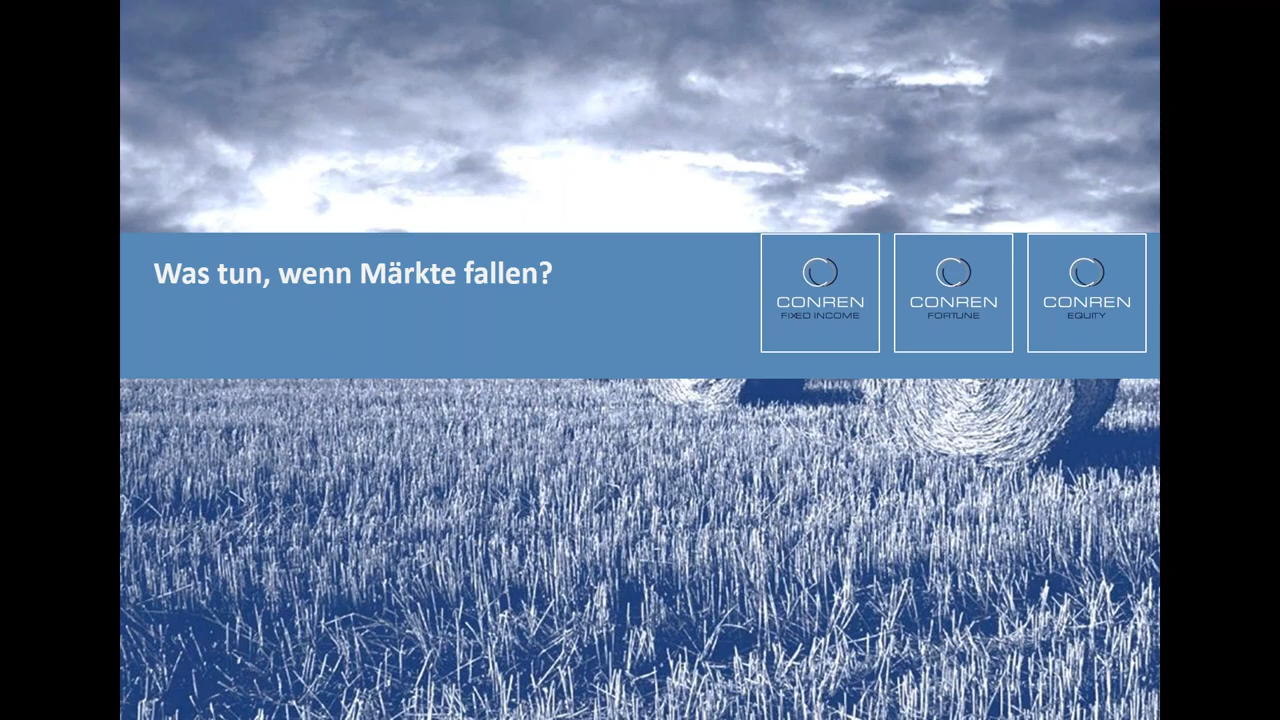 Was tun, wenn Märkte fallen?
CONREN
FIXED INCOME
CONREN
FORTUNE
CONREN
EQUITY